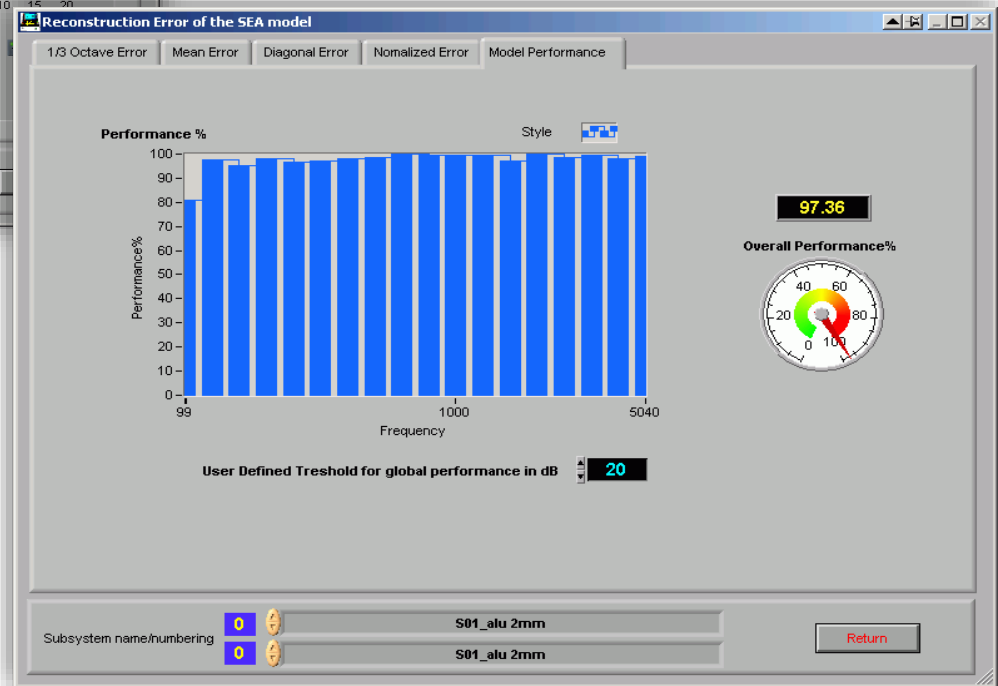 10 15 20
Reconstruction Error of the SEA model
1/3 Octave Error Mean Error Diagonal Error Nomalized Error Model Performance
Performance %
Style
100
90
80
70
60
50
40
30
20
10
0
Performance%
99 1000 5040
Frequency
97.36
Overall Performance%
40 60
20 80
0 100
User Defined Treshold for global performance in dB 20
Subsystem name/numbering
0 S01_alu 2mm
0 S01_alu 2mm
Return